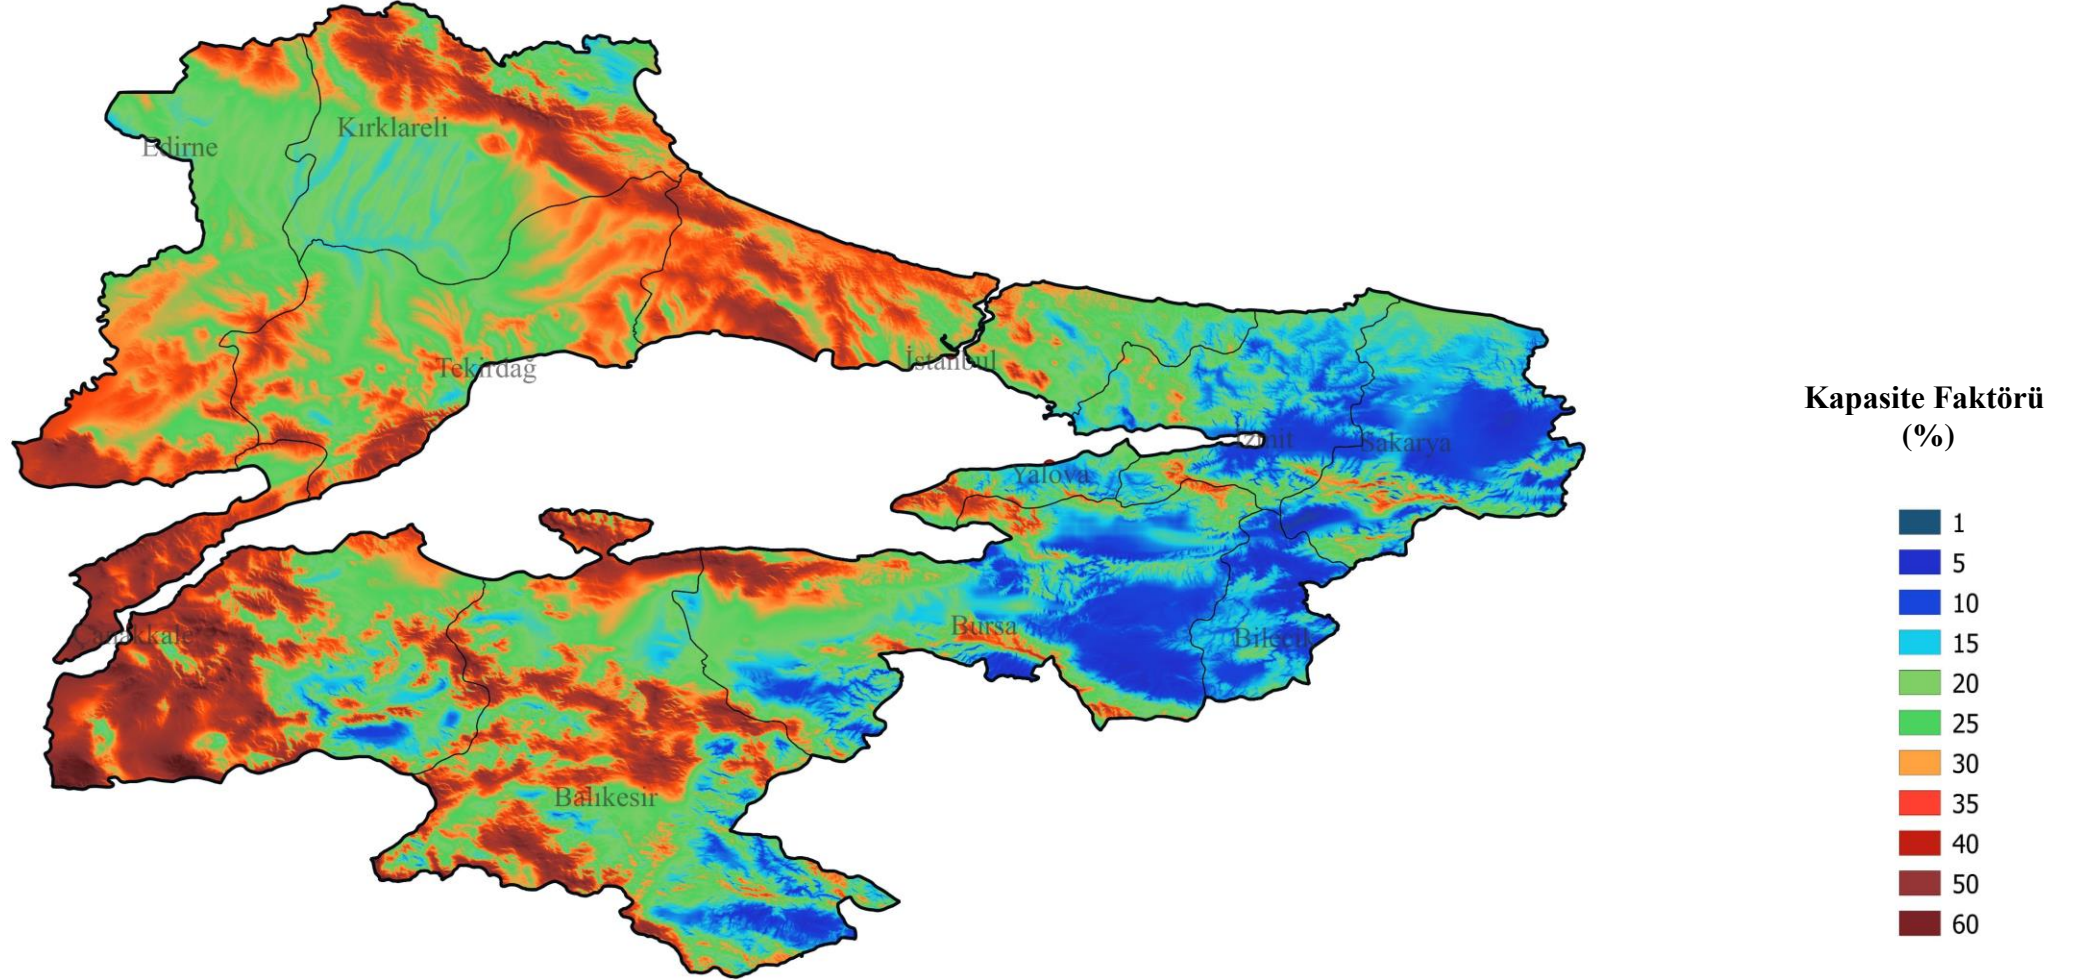 Kırklareli
Edirne
Tekirdağ
İstanbul
İzmit
Sakarya
Yalova
Çanakkale
Bursa
Bilecik
Balıkesir
Kapasite Faktörü
(%)
1
5
10
15
20
25
30
35
40
50
60